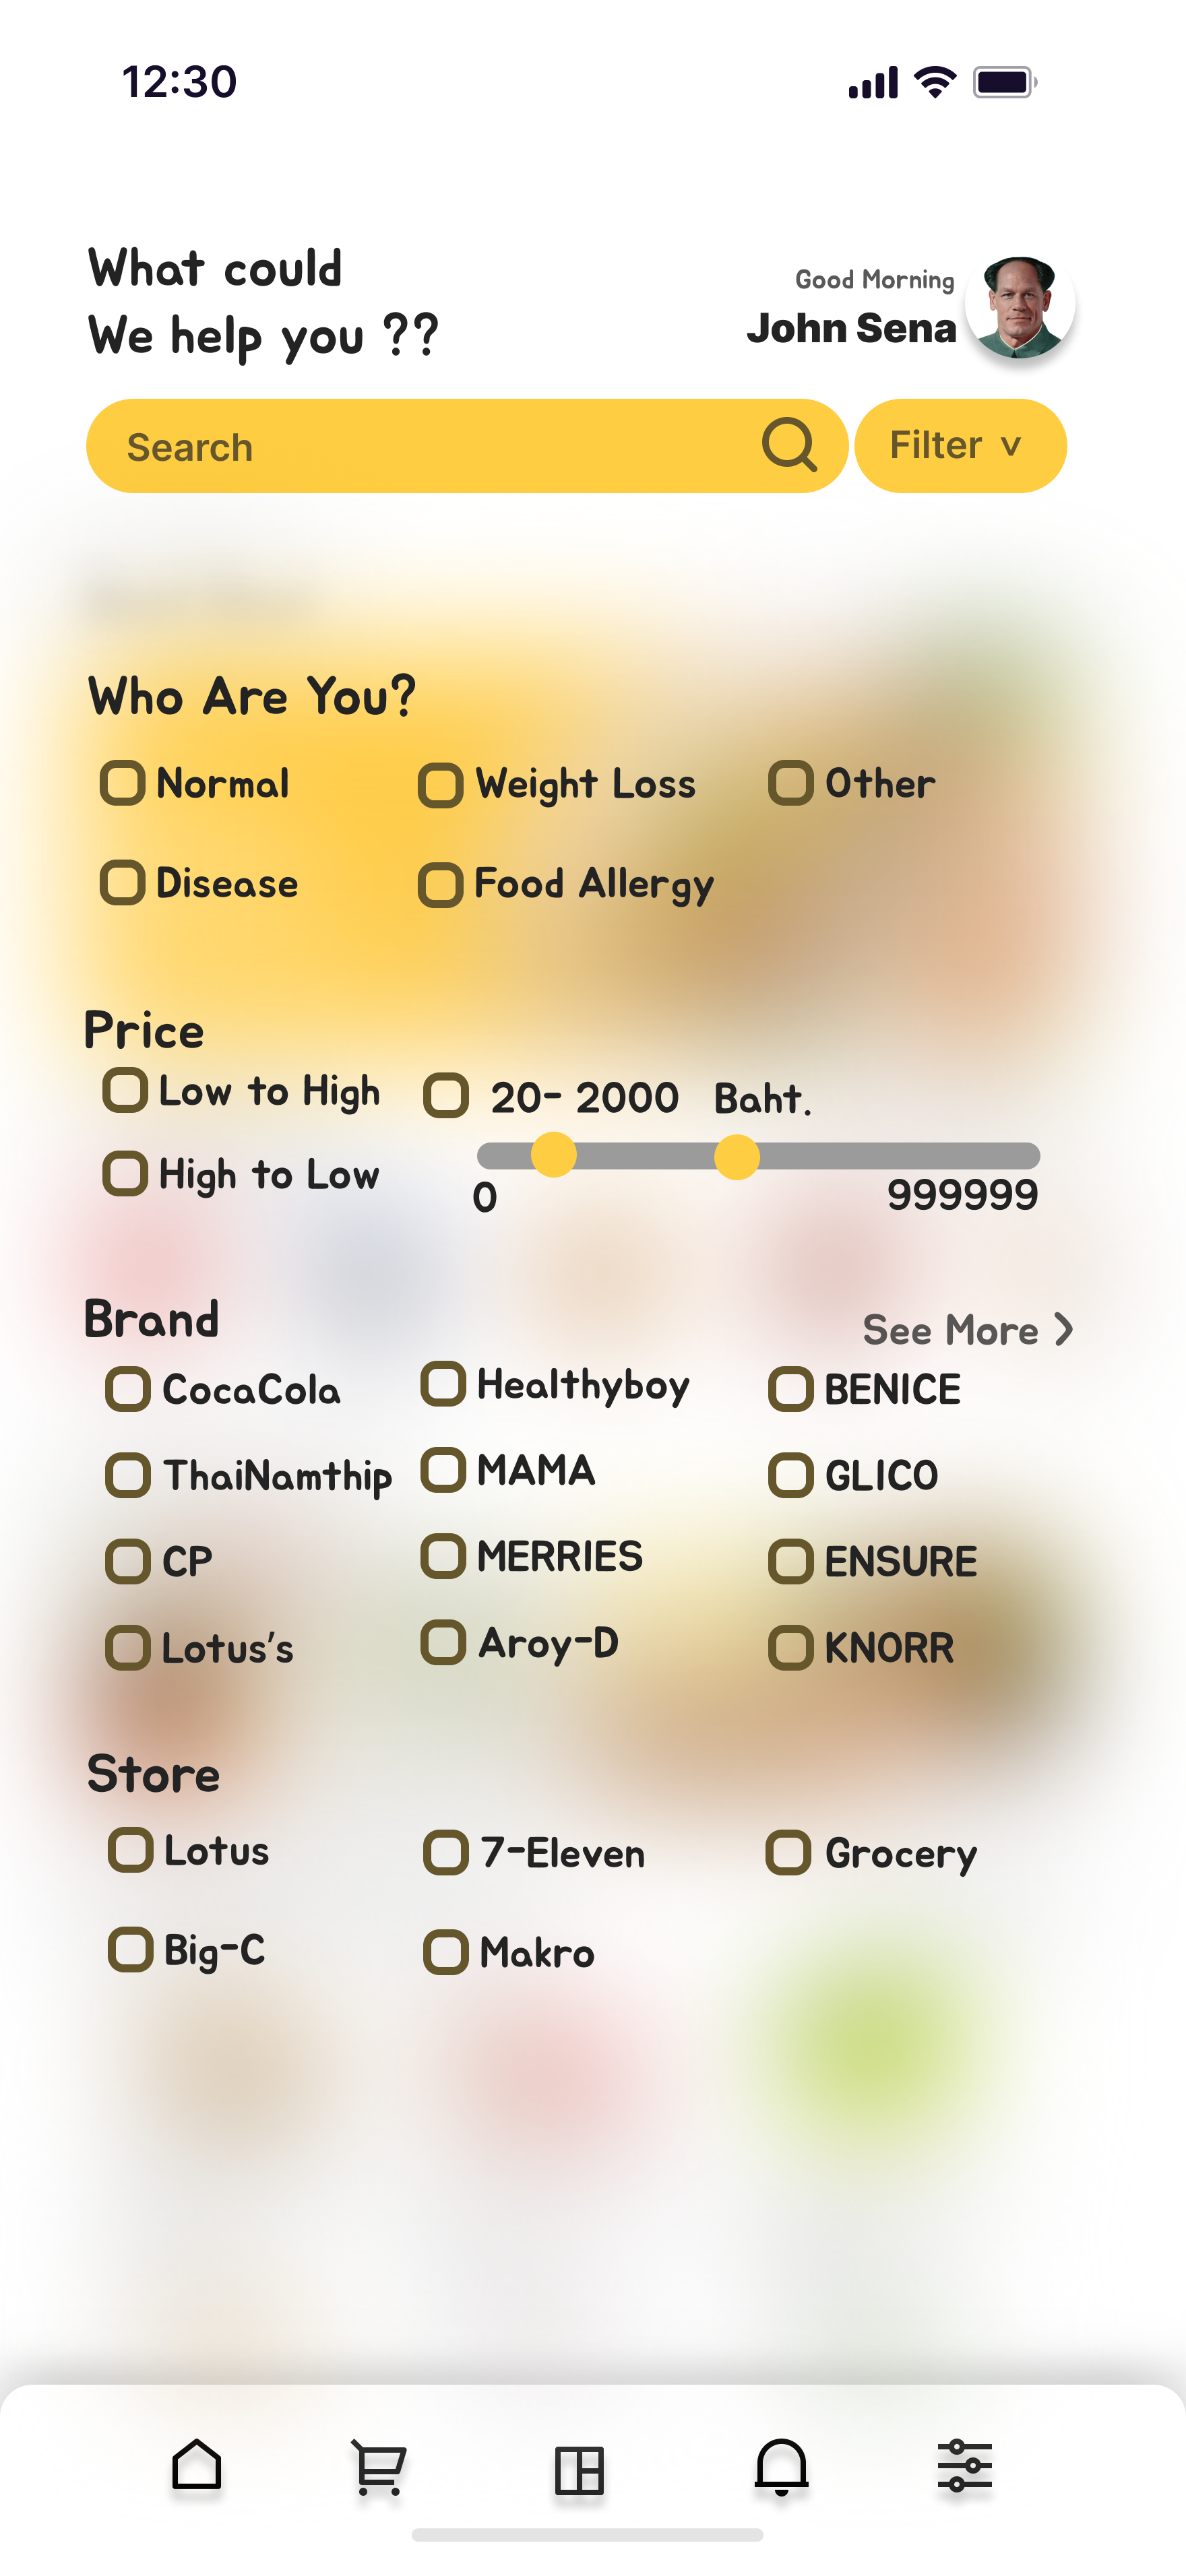 12:30
What could
We help you ??
Good Morning
John Sena
Search
Filter v
Who Are You?
Normal
Weight Loss
Other
Disease
Food Allergy
Price
Low to High
20- 2000 Baht.
High to Low
0
999999
Brand
See More >
CocaCola
Healthyboy
BENICE
ThaiNamthip
MAMA
GLICO
CP
MERRIES
ENSURE
Lotus's
Aroy-D
KNORR
Store
Lotus
7-Eleven
Grocery
Big-C
Makro